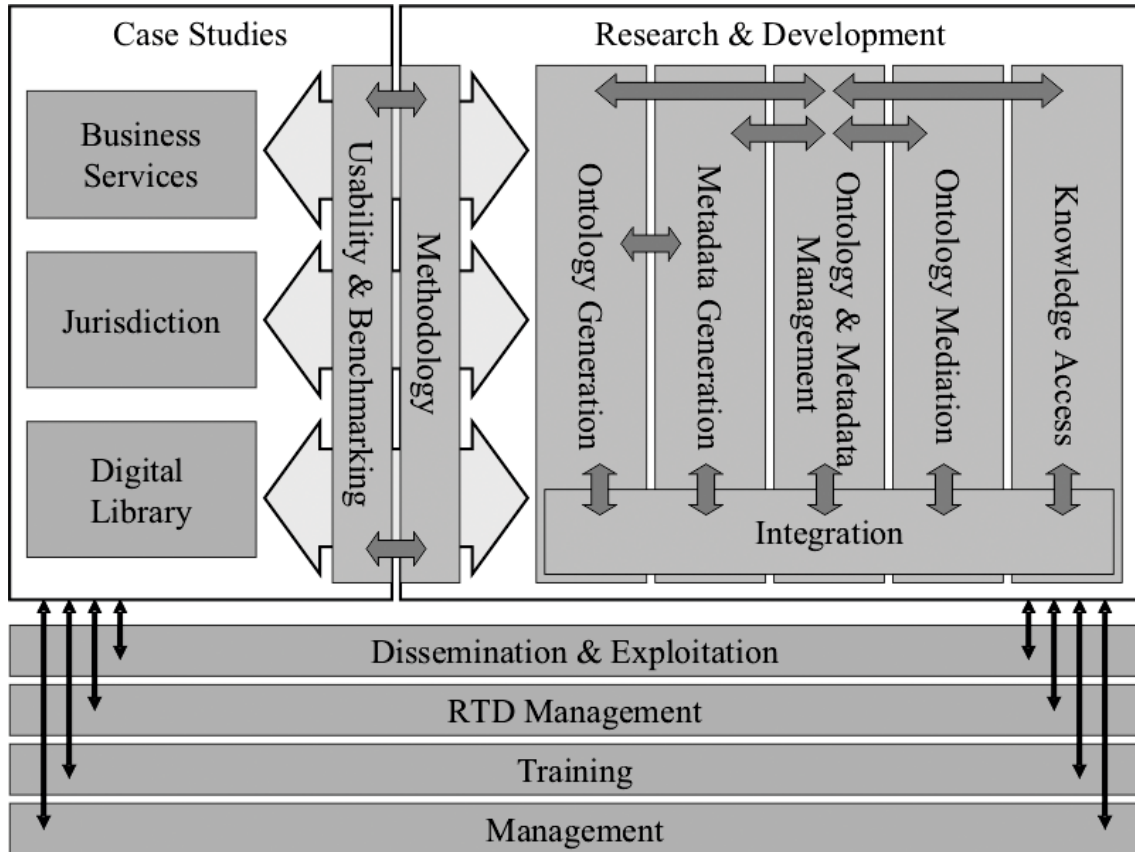 Case Studies
Research & Development
Business
Services
Jurisdiction
Digital
Library
Usability & Benchmarking
Methodology
Ontology Generation
Metadata Generation
Ontology & Metadata
Management
Ontology Mediation
Knowledge Access
Integration
Dissemination & Exploitation
RTD Management
Training
Management